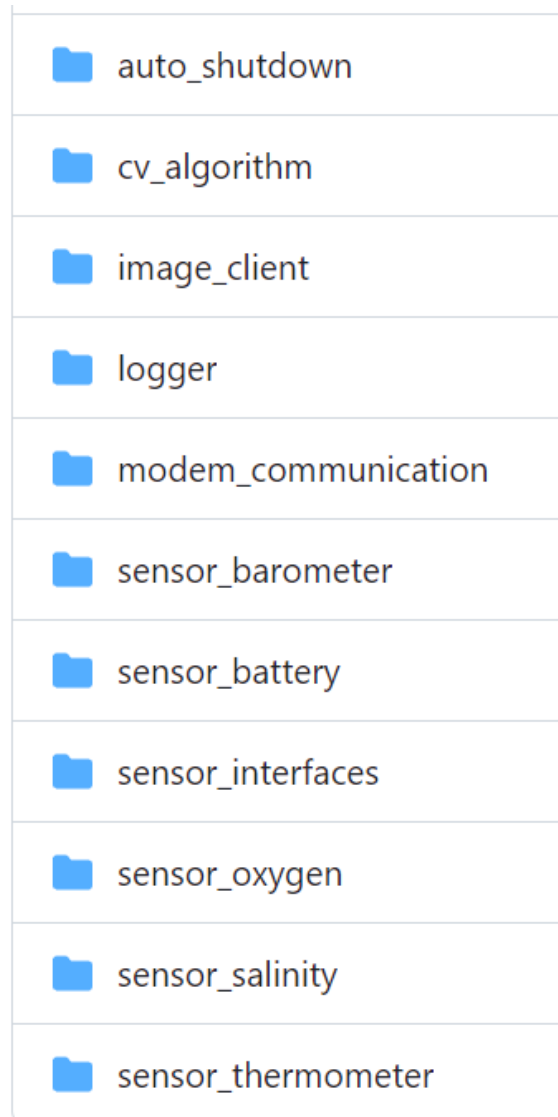 auto_shutdown
cv_algorithm
image_client
logger
modem_communication
sensor_barometer
sensor_battery
sensor_interfaces
sensor_oxygen
sensor_salinity
sensor_thermometer